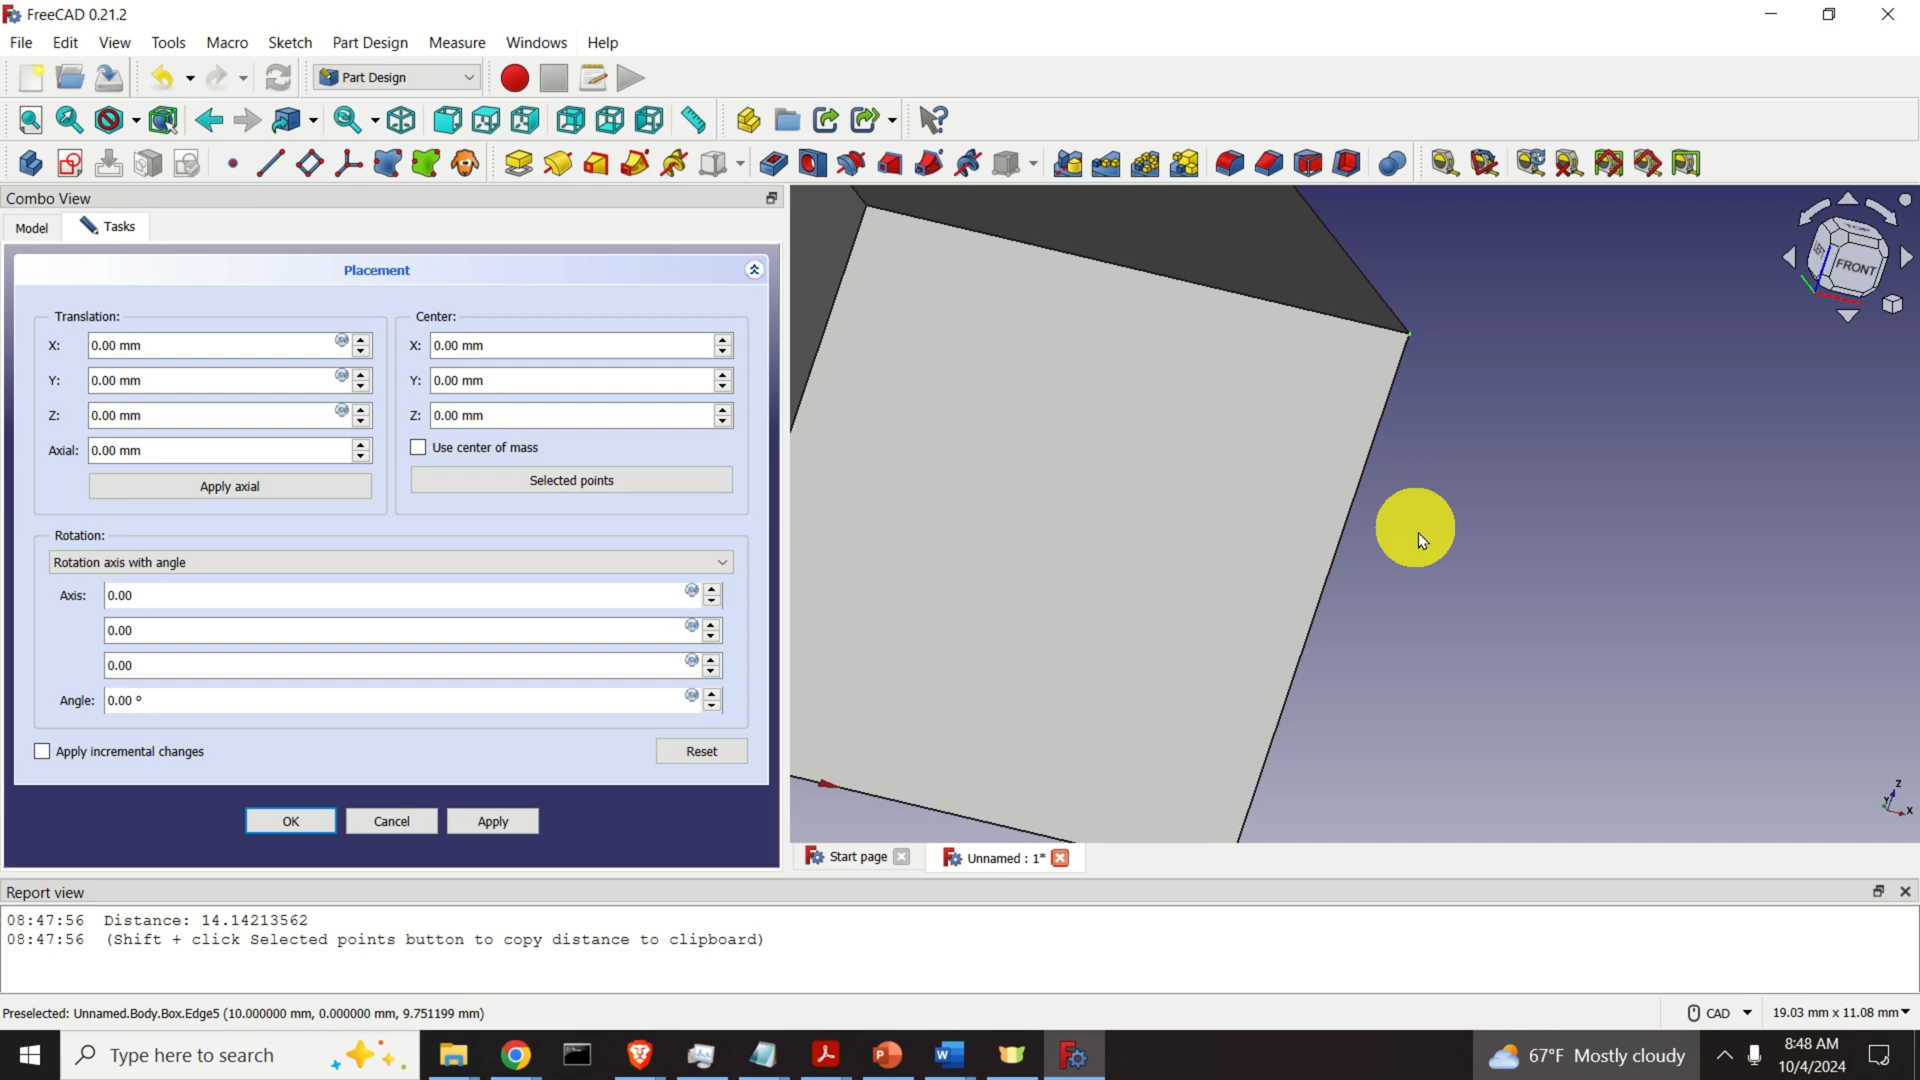 FreeCAD 0.21.2
File Edit View Tools Macro Sketch Part Design Measure Windows Help
Part Design
Combo View
Model Tasks
Placement
Translation: Center:
X: 0.00 mm X: 0.00 mm
Y: 0.00 mm Y: 0.00 mm
Z: 0.00 mm Z: 0.00 mm
Axial: 0.00 mm Use center of mass
Apply axial Selected points
Rotation:
Rotation axis with angle
Axis: 0.00
0.00
0.00
Angle: 0.00 °
Apply incremental changes Reset
OK Cancel Apply
TOP
FRONT
Z
Y
X
Start page Unnamed : 1*
Report view
08:47:56 Distance: 14.14213562
08:47:56 (Shift + click Selected points button to copy distance to clipboard)
Preselected: Unnamed.Body.Box.Edge5 (10.000000 mm, 0.000000 mm, 9.751199 mm) CAD 19.03 mm x 11.08 mm
Type here to search 67°F Mostly cloudy 8:48 AM
10/4/2024